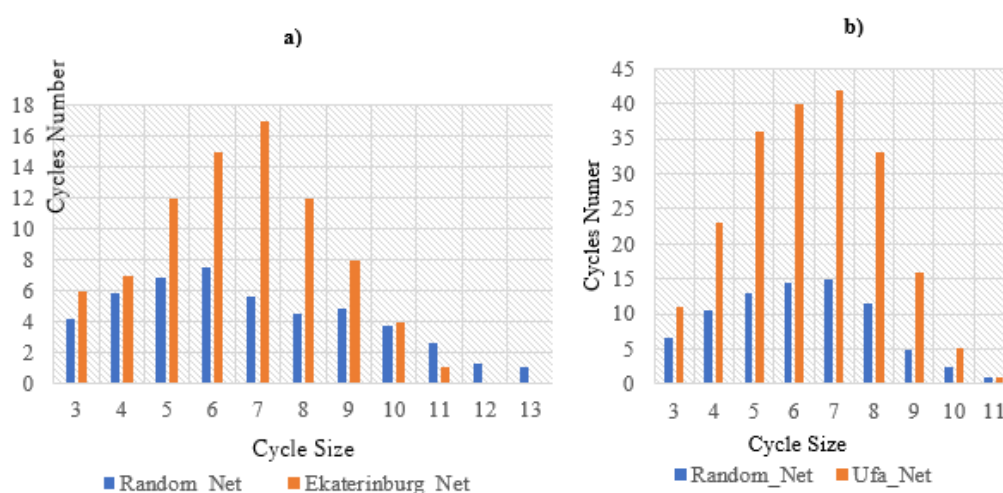 a)
Cycles Number
18
16
14
12
10
8
6
4
2
0
3 4 5 6 7 8 9 10 11 12 13
Cycle Size
Random_Net Ekaterinburg_Net
b)
Cycles Numer
45
40
35
30
25
20
15
10
5
0
3 4 5 6 7 8 9 10 11
Cycle Size
Random_Net Ufa_Net